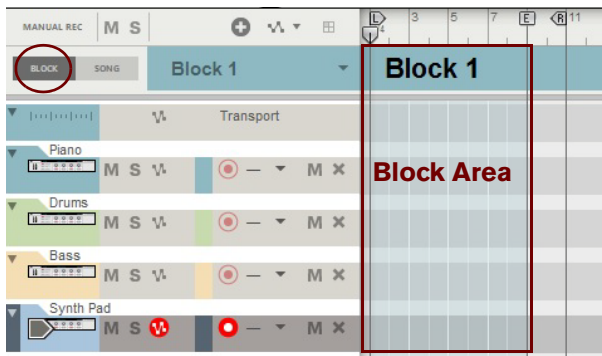 MANUAL REC M S L 3 5 7 E R 11
4
BLOCK SONG Block 1 Block 1
Transport
Piano
M S M
Block Area
Drums
M S M
Bass
M S M
Synth Pad
M S M